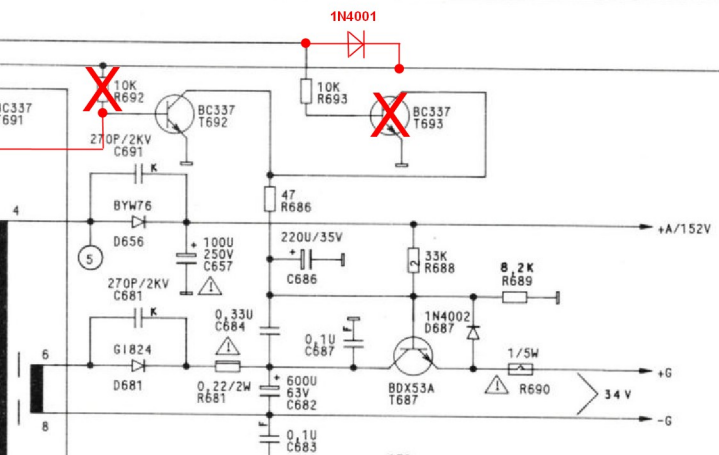 1N4001
10K
R692
BC337
T692
10K
R693
BC337
T693
T691
270P/2KV
C691
K
47
R686
4
BYW76
D656
+A/152V
5
+ 100U
250V
C657
220U/35V
+
C686
33K
2
R688
8,2K
R689
270P/2KV
C681
K
0,33U
C684
0,1U
C687
F
1N4002
D687
6
GI824
D681
0,22/2W
R681
+ 600U
63V
C682
BDX53A
T687
1/5W
R690
+G
34V
8
-G
F
0,1U
C683